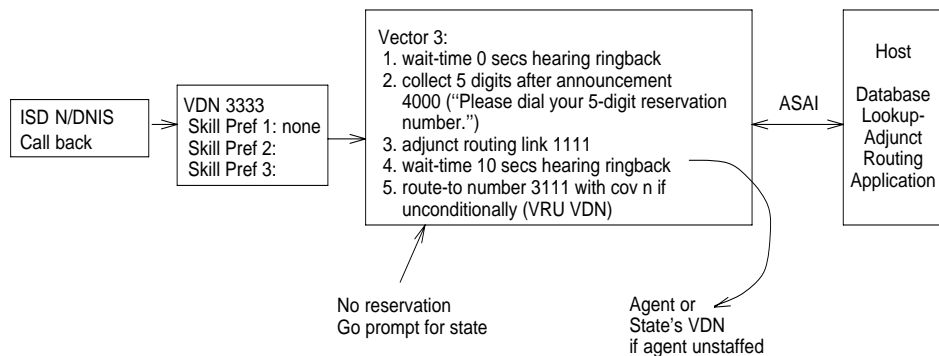 ISD N/DNIS
Call back
VDN 3333
Skill Pref 1: none
Skill Pref 2:
Skill Pref 3:
Vector 3:
1. wait-time 0 secs hearing ringback
2. collect 5 digits after announcement
4000 (‘‘Please dial your 5-digit reservation
number.’’)
3. adjunct routing link 1111
4. wait-time 10 secs hearing ringback
5. route-to number 3111 with cov n if
unconditionally (VRU VDN)
ASAI
Host
Database
Lookup-
Adjunct
Routing
Application
No reservation
Go prompt for state
Agent or
State's VDN
if agent unstaffed